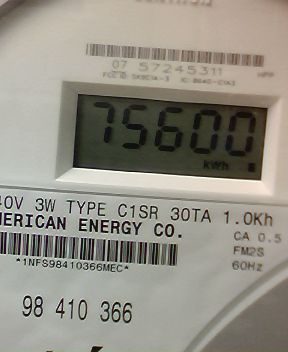 07 57245311
75600
kWh
3W TYPE C1SR 30TA 1.0Kh
ENERGY CO.
CA 0.5
FM2S
*1NFS98410366MEC*
60Hz
98 410 366